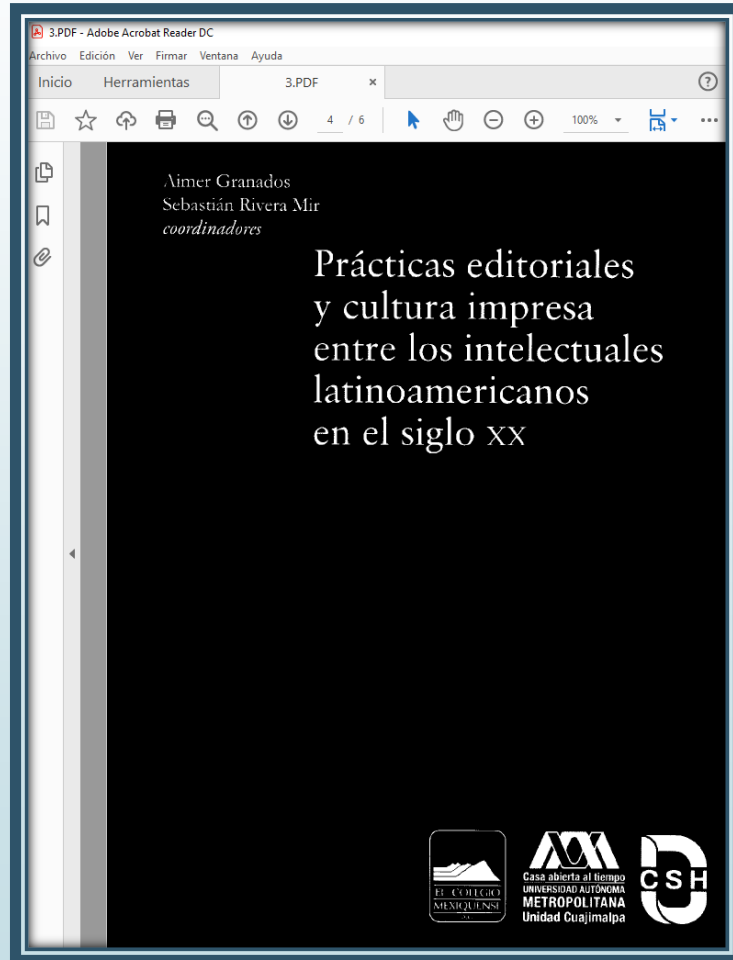 3.PDF - Adobe Acrobat Reader DC
Archivo Edición Ver Firmar Ventana Ayuda
Inicio Herramientas 3.PDF ×
4 / 6 100%
Aimer Granados
Sebastián Rivera Mir
coordinadores
Prácticas editoriales
y cultura impresa
entre los intelectuales
latinoamericanos
en el siglo XX
EL COLEGIO
MEXIQUENSE
Casa abierta al tiempo
UNIVERSIDAD AUTÓNOMA
METROPOLITANA
Unidad Cuajimalpa
CSH